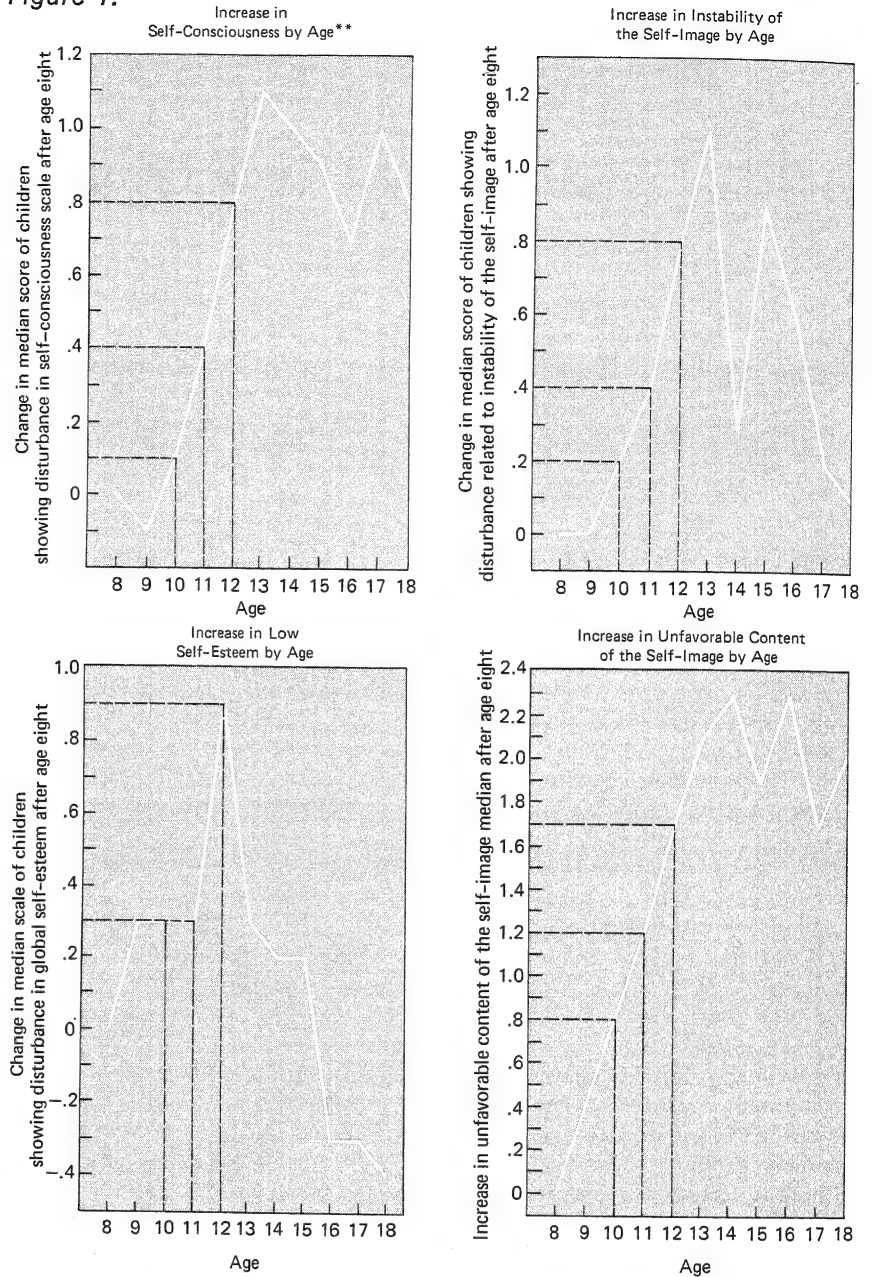 Figure 1.
Increase in
Self-Consciousness by Age**
Change in median score of children
showing disturbance in self-consciousness scale after age eight
1.2
1.0
.8
.6
.4
.2
0
8 9 10 11 12 13 14 15 16 17 18
Age
Increase in Instability of
the Self-Image by Age
Change in median score of children showing
disturbance related to instability of the self-image after age eight
1.2
1.0
.8
.6
.4
.2
0
8 9 10 11 12 13 14 15 16 17 18
Age
Increase in Low
Self-Esteem by Age
Change in median scale of children
showing disturbance in global self-esteem after age eight
1.0
.8
.6
.4
.2
0
-.2
-.4
8 9 10 11 12 13 14 15 16 17 18
Age
Increase in Unfavorable Content
of the Self-Image by Age
Increase in unfavorable content of the self-image median after age eight
2.4
2.2
2.0
1.8
1.6
1.4
1.2
1.0
.8
.6
.4
.2
0
8 9 10 11 12 13 14 15 16 17 18
Age